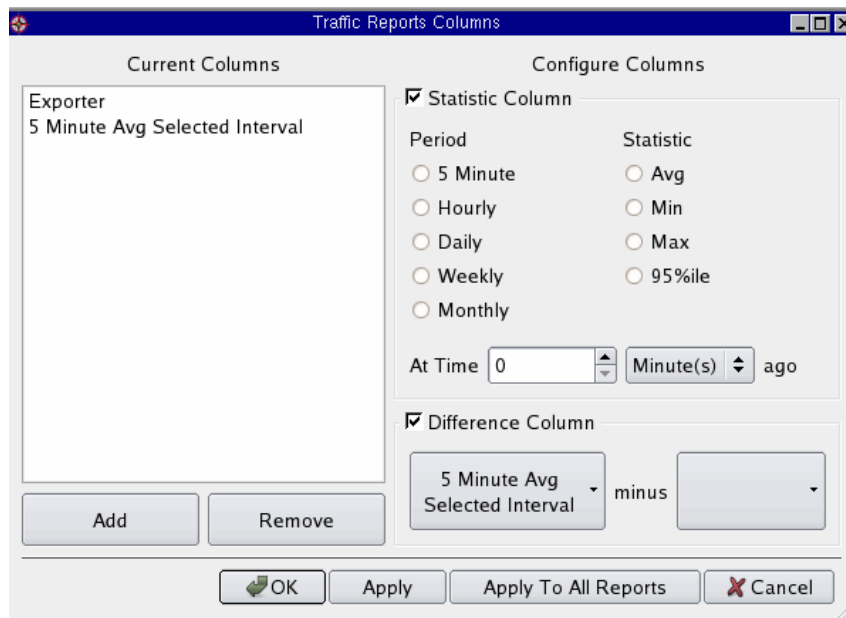 Traffic Reports Columns
Current Columns
Exporter
5 Minute Avg Selected Interval
Add
Remove
Configure Columns
Statistic Column
Period
5 Minute
Hourly
Daily
Weekly
Monthly
Statistic
Avg
Min
Max
95%ile
At Time 0 Minute(s) ago
Difference Column
5 Minute Avg
Selected Interval
minus
OK
Apply
Apply To All Reports
Cancel